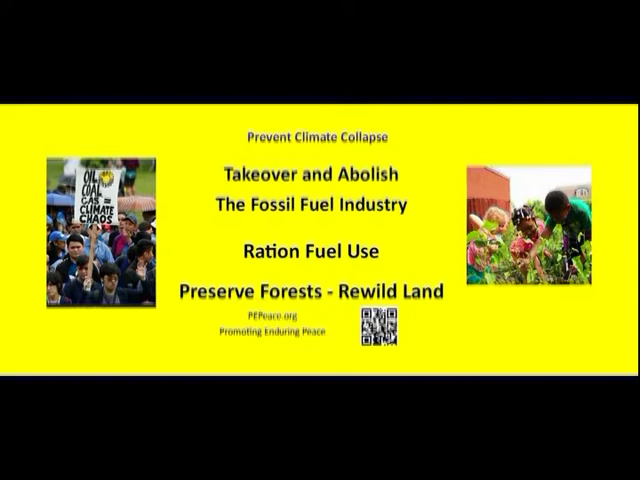 Prevent Climate Collapse
Takeover and Abolish
The Fossil Fuel Industry
Ration Fuel Use
Preserve Forests - Rewild Land
PEPeace.org
Promoting Enduring Peace
OIL
COAL
GAS =
CLIMATE
CHAOS